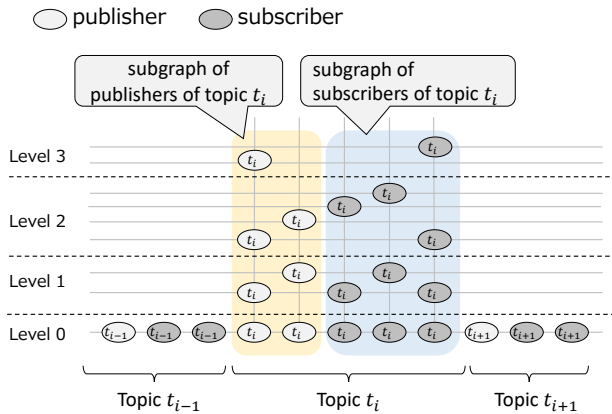 publisher subscriber
subgraph of
publishers of topic t_i
subgraph of
subscribers of topic t_i
Level 3
t_i t_i
Level 2
t_i
t_i
t_i
t_i t_i
Level 1
t_i t_i
t_i t_i t_i
Level 0
t_{i-1} t_{i-1} t_{i-1} t_i t_i t_i t_i t_i t_{i+1} t_{i+1} t_{i+1}
Topic t_{i-1} Topic t_i Topic t_{i+1}